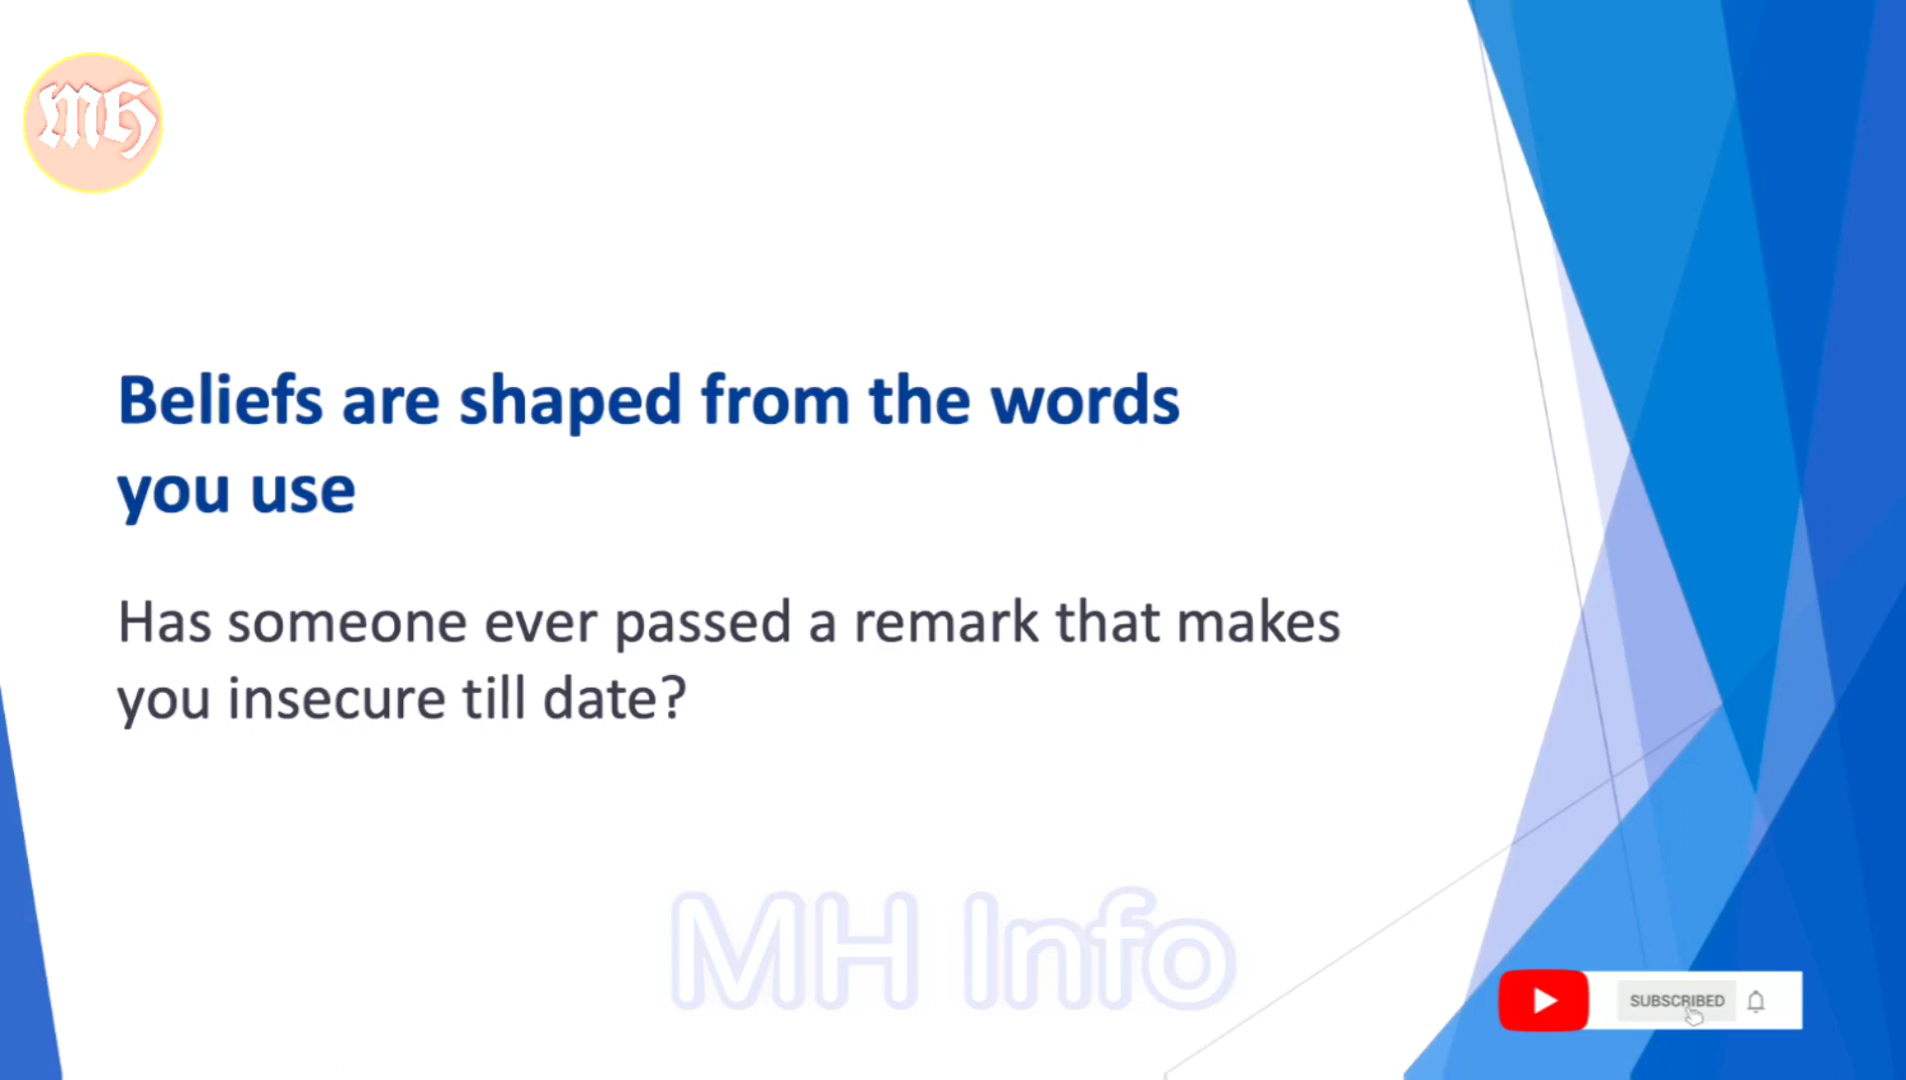 MH
Beliefs are shaped from the words
you use
Has someone ever passed a remark that makes
you insecure till date?
MH Info
SUBSCRIBED